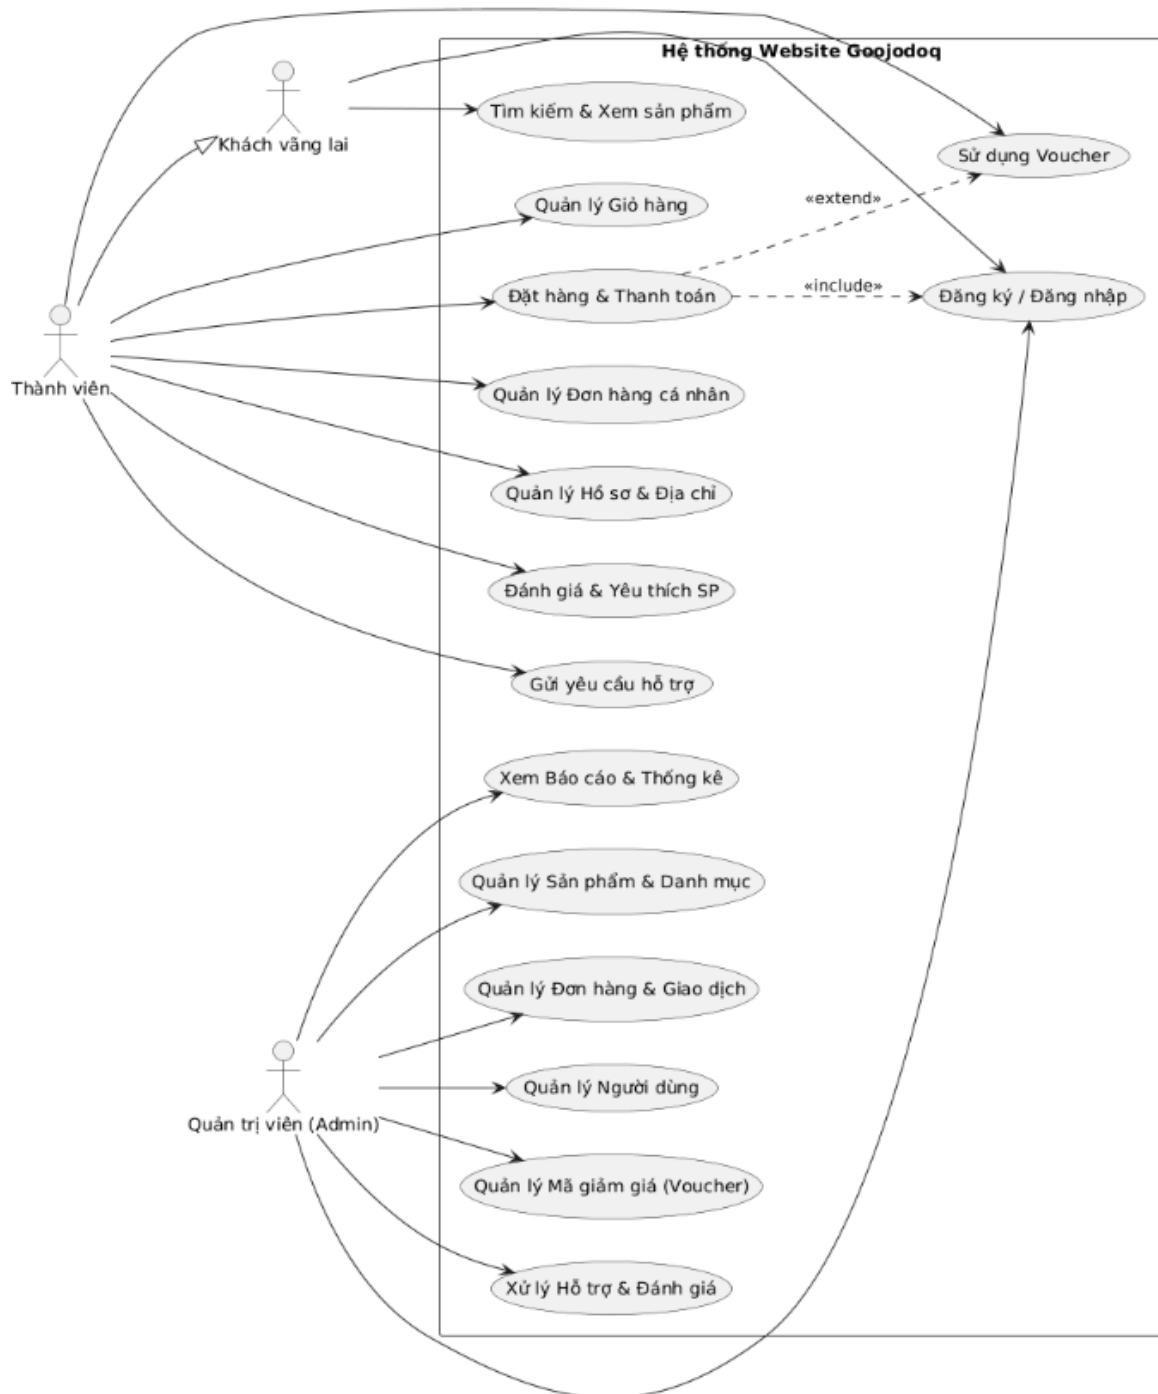 Hệ thống Website Goojodoq
Khách vãng lai
Tìm kiếm & Xem sản phẩm
Sử dụng Voucher
«extend»
Quản lý Giỏ hàng
Đặt hàng & Thanh toán
«include»
Đăng ký / Đăng nhập
Thành viên
Quản lý Đơn hàng cá nhân
Quản lý Hồ sơ & Địa chỉ
Đánh giá & Yêu thích SP
Gửi yêu cầu hỗ trợ
Xem Báo cáo & Thống kê
Quản lý Sản phẩm & Danh mục
Quản lý Đơn hàng & Giao dịch
Quản lý Người dùng
Quản trị viên (Admin)
Quản lý Mã giảm giá (Voucher)
Xử lý Hỗ trợ & Đánh giá